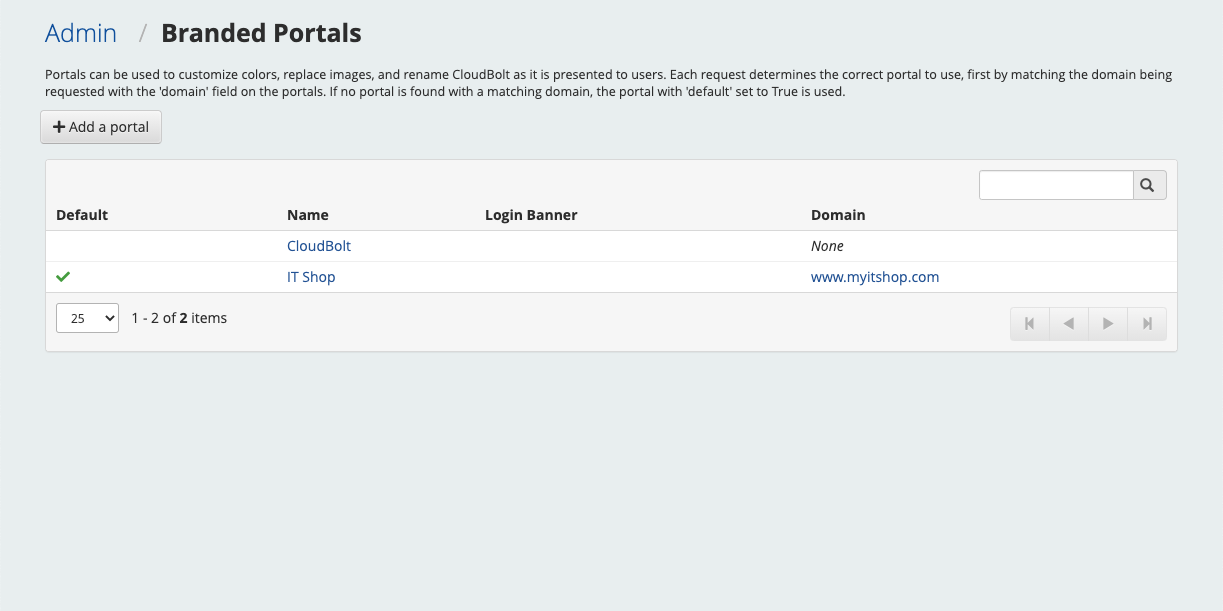 Admin / Branded Portals
Portals can be used to customize colors, replace images, and rename CloudBolt as it is presented to users. Each request determines the correct portal to use, first by matching the domain being
requested with the 'domain' field on the portals. If no portal is found with a matching domain, the portal with 'default' set to True is used.
Add a portal
Default Name Login Banner Domain
CloudBolt None
IT Shop www.myitshop.com
25 1 - 2 of 2 items